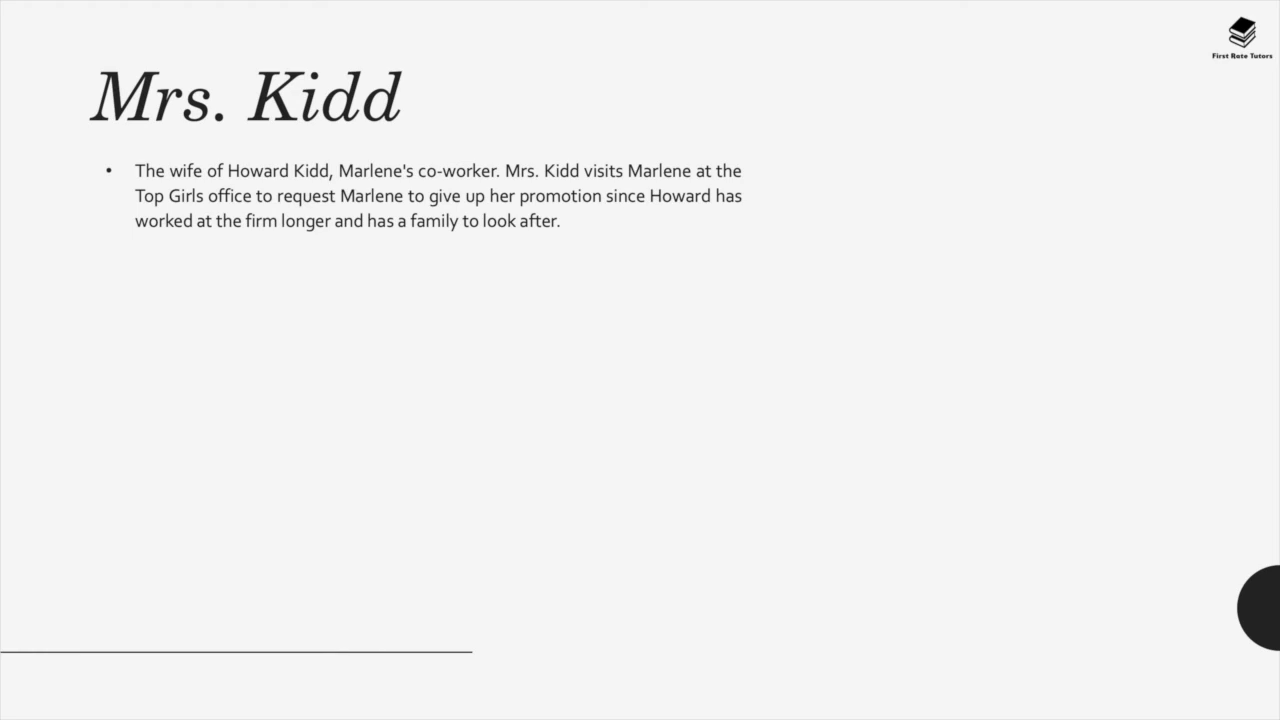 First Rate Tutors
Mrs. Kidd
• The wife of Howard Kidd, Marlene's co-worker. Mrs. Kidd visits Marlene at the
Top Girls office to request Marlene to give up her promotion since Howard has
worked at the firm longer and has a family to look after.